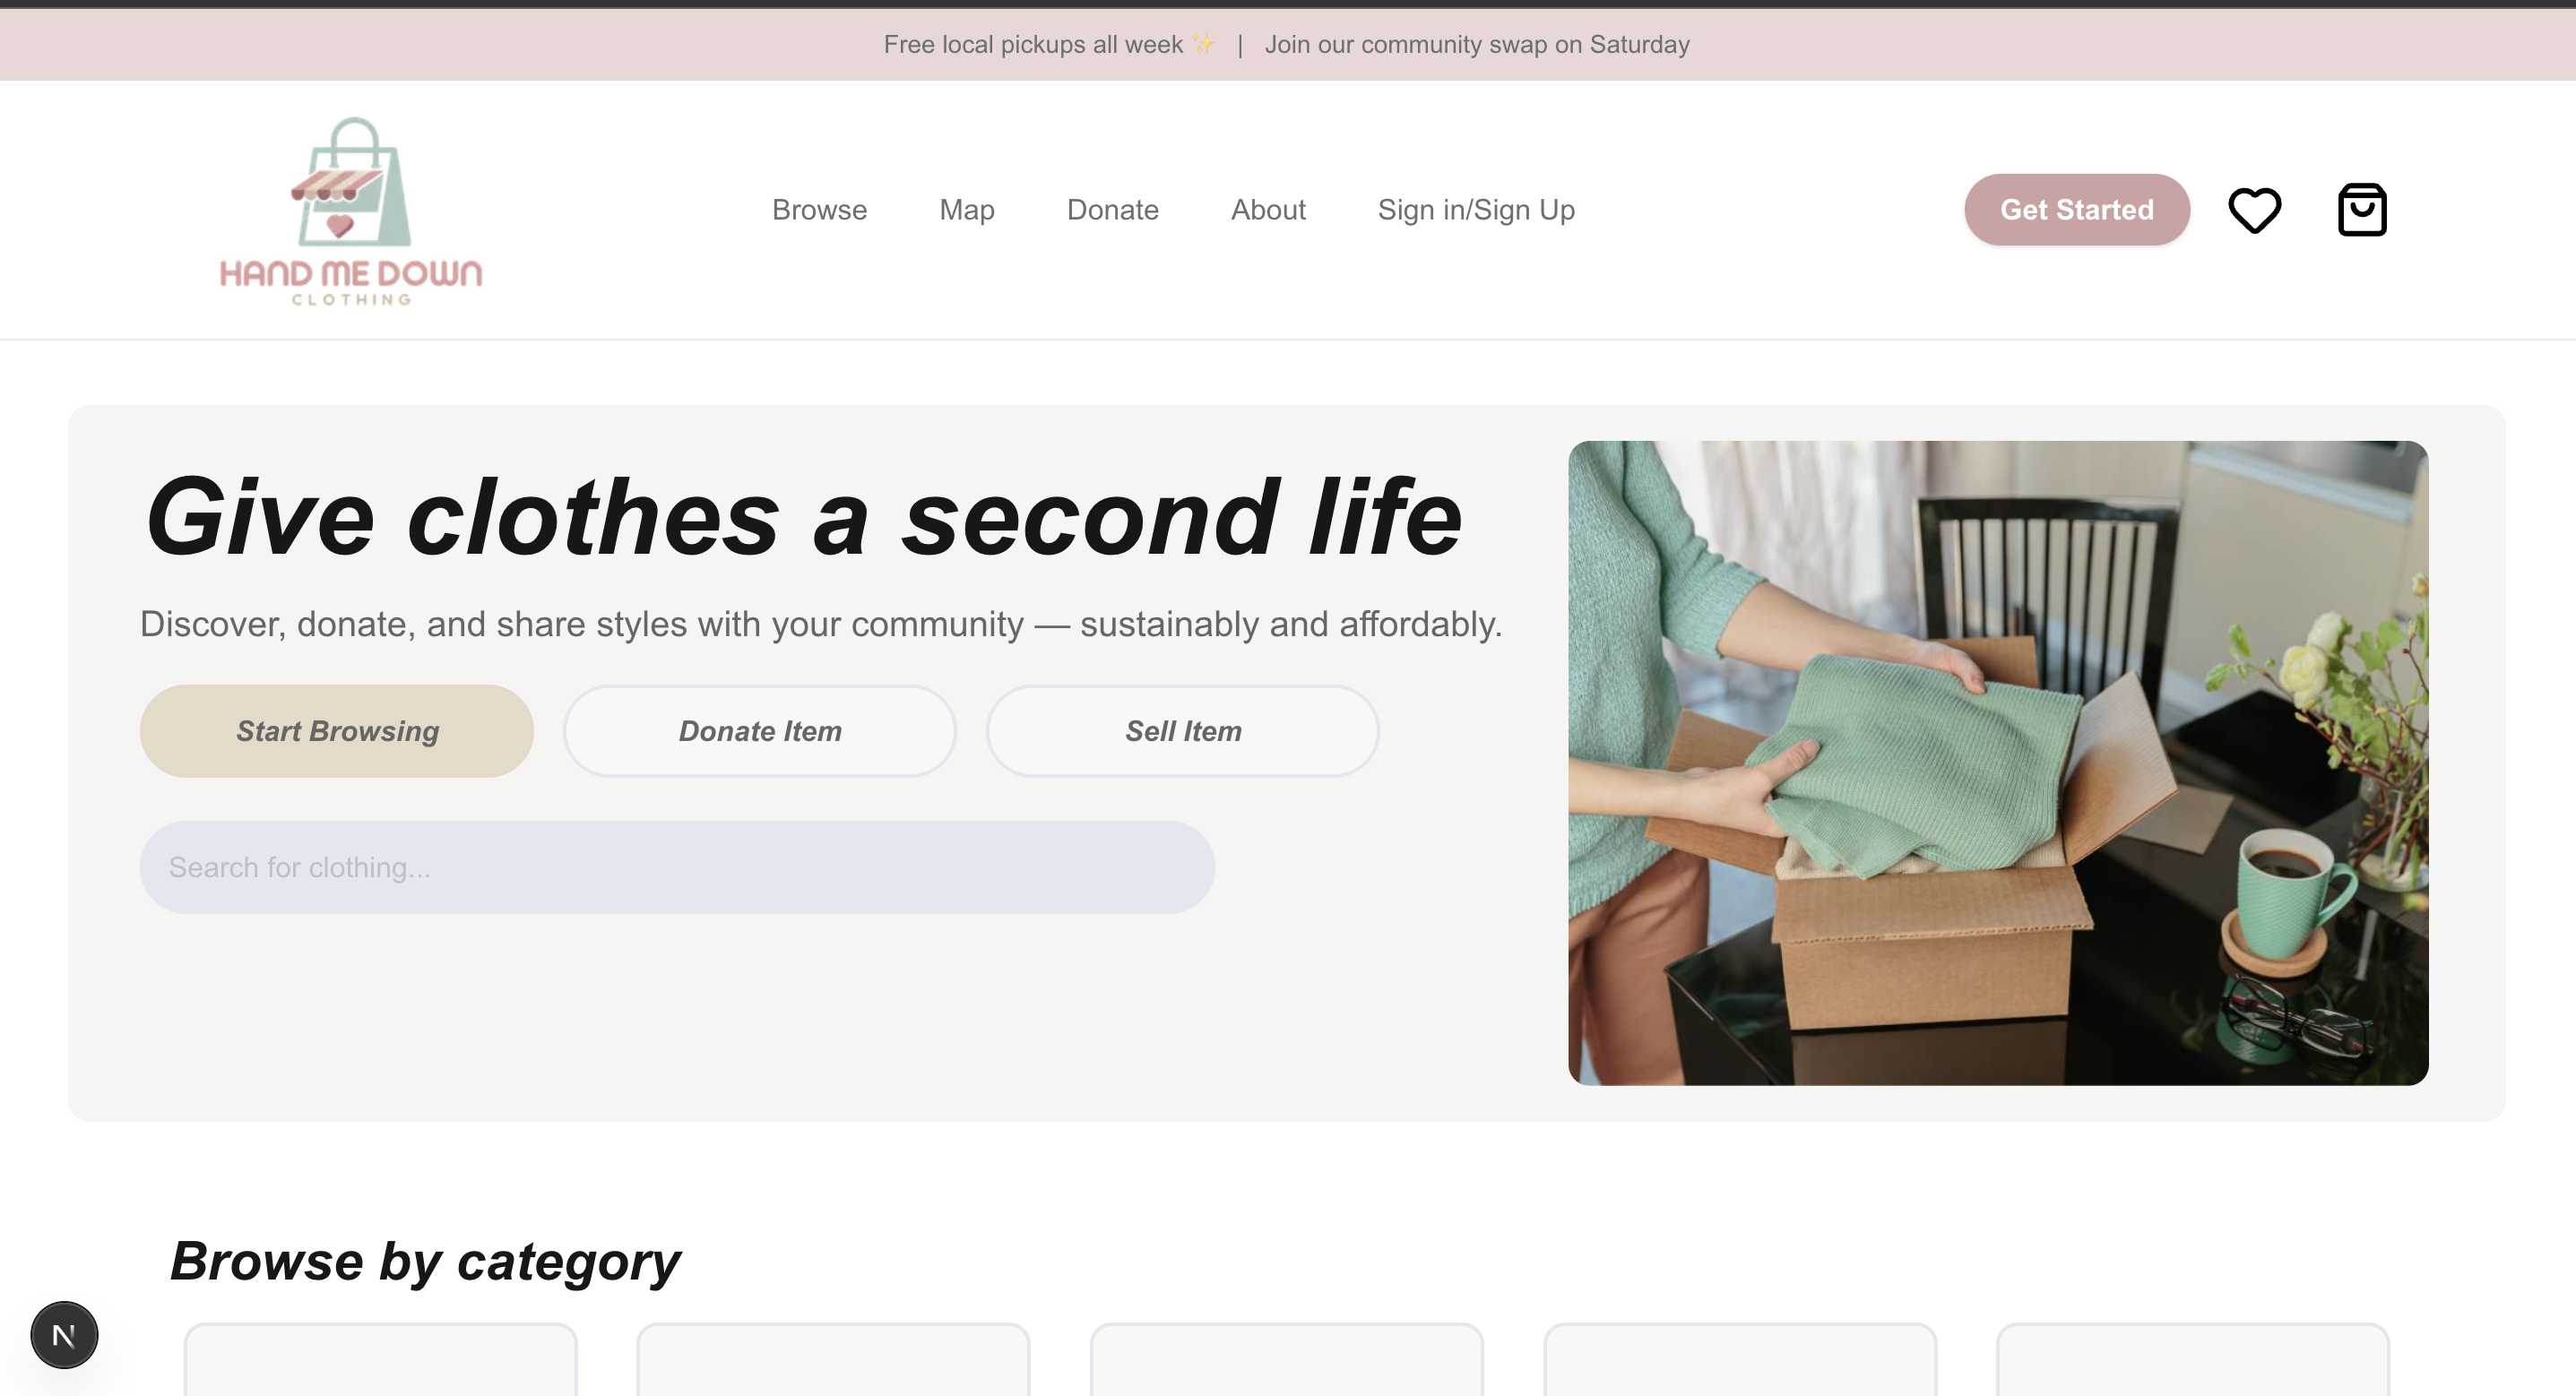 Free local pickups all week ✨ | Join our community swap on Saturday
HAND ME DOWN
CLOTHING
Browse
Map
Donate
About
Sign in/Sign Up
Get Started
Give clothes a second life
Discover, donate, and share styles with your community — sustainably and affordably.
Start Browsing
Donate Item
Sell Item
Search for clothing...
Browse by category
N